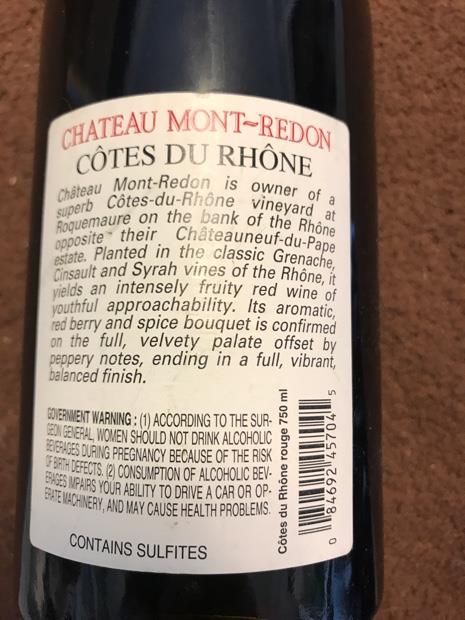 CHATEAU MONT-REDON
CÔTES DU RHÔNE
Château Mont-Redon is owner of a
superb Côtes-du-Rhône vineyard at
Roquemaure on the bank of the Rhône
opposite their Châteauneuf-du-Pape
estate. Planted in the classic Grenache,
Cinsault and Syrah vines of the Rhône, it
yields an intensely fruity red wine of
youthful approachability. Its aromatic,
red berry and spice bouquet is confirmed
on the full, velvety palate offset by
peppery notes, ending in a full, vibrant,
balanced finish.
GOVERNMENT WARNING : (1) ACCORDING TO THE SUR-
GEON GENERAL, WOMEN SHOULD NOT DRINK ALCOHOLIC
BEVERAGES DURING PREGNANCY BECAUSE OF THE RISK
OF BIRTH DEFECTS. (2) CONSUMPTION OF ALCOHOLIC BEV-
ERAGES IMPAIRS YOUR ABILITY TO DRIVE A CAR OR OP-
ERATE MACHINERY, AND MAY CAUSE HEALTH PROBLEMS.
CONTAINS SULFITES
Côtes du Rhône rouge 750 ml
0 84692 45704 5